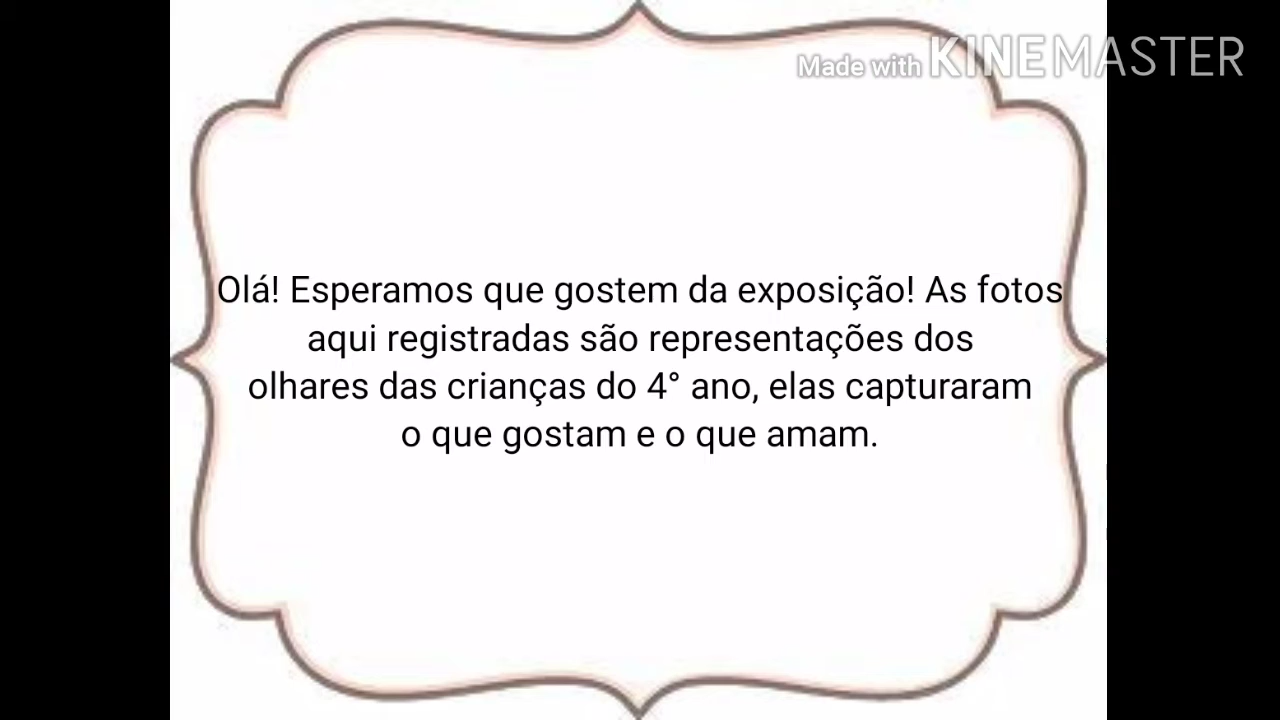 Made with KINEMASTER
Olá! Esperamos que gostem da exposição! As fotos
aqui registradas são representações dos
olhares das crianças do 4° ano, elas capturaram
o que gostam e o que amam.